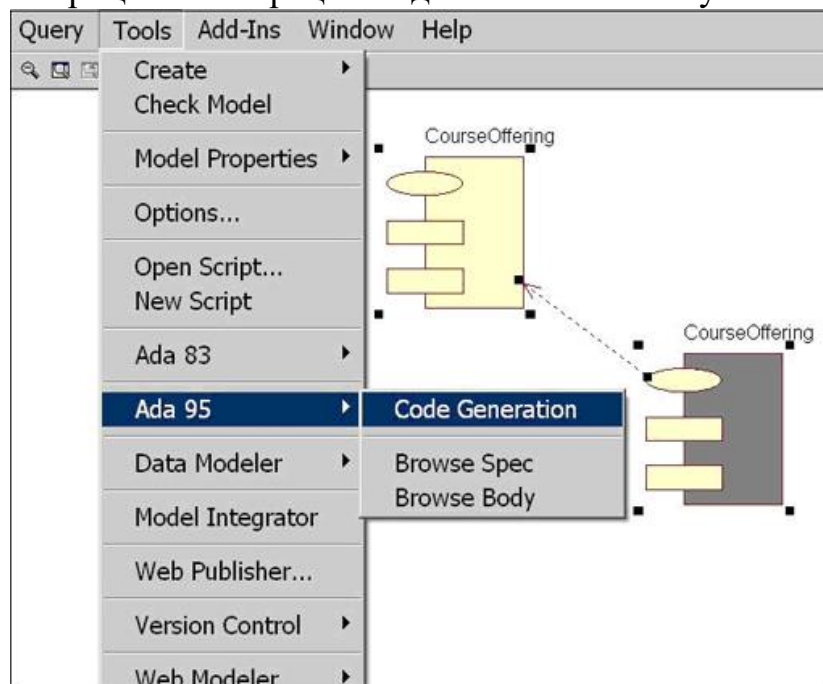 Query Tools Add-Ins Window Help
Create
Check Model
Model Properties
Options...
Open Script...
New Script
Ada 83
Ada 95
Code Generation
Data Modeler
Browse Spec
Browse Body
Model Integrator
Web Publisher...
Version Control
Web Modeler
CourseOffering
CourseOffering